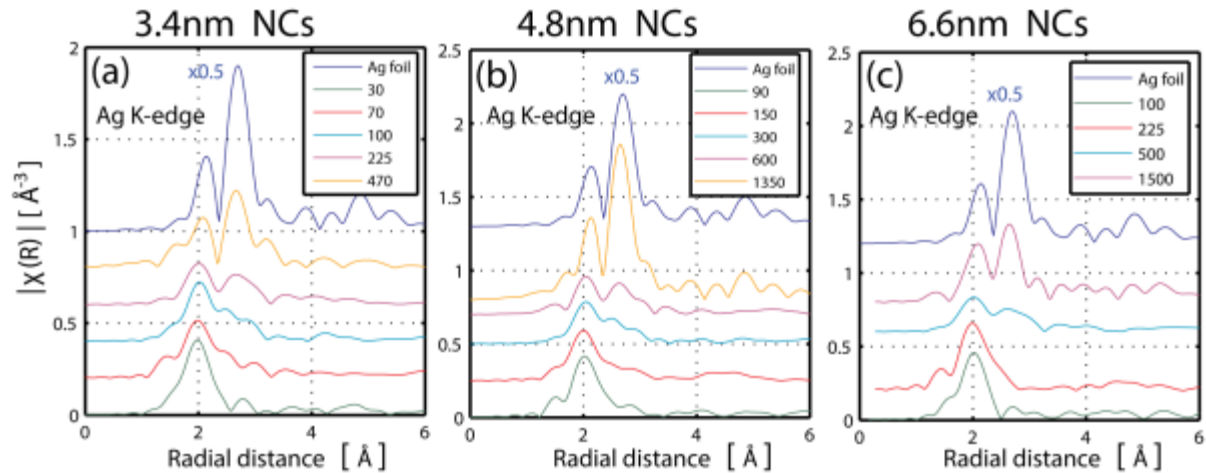 3.4nm NCs
4.8nm NCs
6.6nm NCs
|χ(R)| [ Å⁻³ ]
2
1.5
1
0.5
0
(a)
x0.5
Ag K-edge
Ag foil
30
70
100
225
470
0 2 4 6
Radial distance [ Å ]
2.5
2
1.5
1
0.5
0
(b)
x0.5
Ag K-edge
Ag foil
90
150
300
600
1350
0 2 4 6
Radial distance [ Å ]
2.5
2
1.5
1
0.5
0
(c)
x0.5
Ag K-edge
Ag foil
100
225
500
1500
0 2 4 6
Radial distance [ Å ]